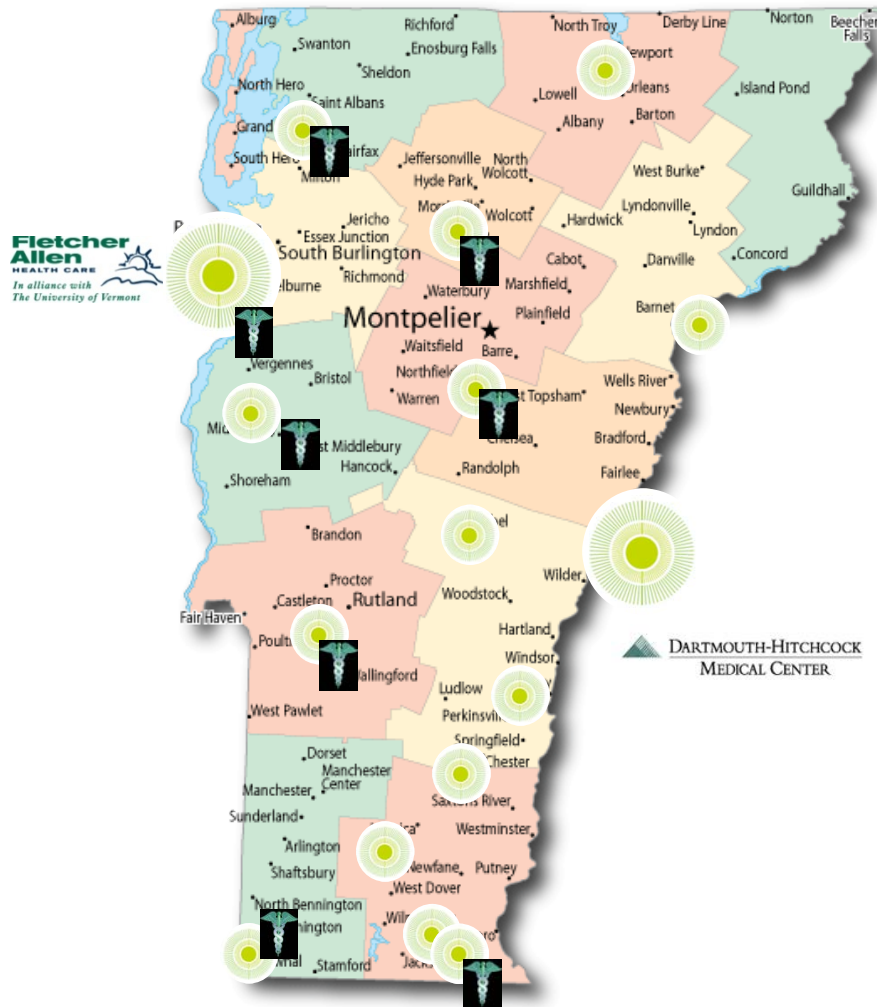 Alburg
Richford
North Troy
Derby Line
Norton
Beecher
Falls
Swanton
Enosburg Falls
Sheldon
North Hero
Saint Albans
Lowell
Orleans
Island Pond
Albany
Barton
Grand
South Hero
Milton
Jeffersonville
North
Wolcott
Hyde Park
West Burke
Wolcott
Lyndonville
Guildhall
Hardwick
Lyndon
Jericho
Essex Junction
South Burlington
Richmond
Cabot
Danville
Concord
Fletcher
Allen
HEALTH CARE
In alliance with
The University of Vermont
Waterbury
Marshfield
Plainfield
Barnet
Montpelier
Waitsfield
Barre
Vergennes
Bristol
Northfield
Warren
Wells River
Topsham
Newbury
Middlebury
Hancock
Chelsea
Bradford
Randolph
Fairlee
Shoreham
Brandon
Proctor
Castleton
Rutland
Woodstock
Wilder
Fair Haven
Hartland
Windsor
DARTMOUTH-HITCHCOCK
MEDICAL CENTER
Wallingford
Ludlow
Perkinsville
West Pawlet
Springfield
Chester
Dorset
Manchester
Center
Manchester
Saxtons River
Sunderland
Westminster
Arlington
Shaftsbury
Newfane
Putney
West Dover
North Bennington
Stamford